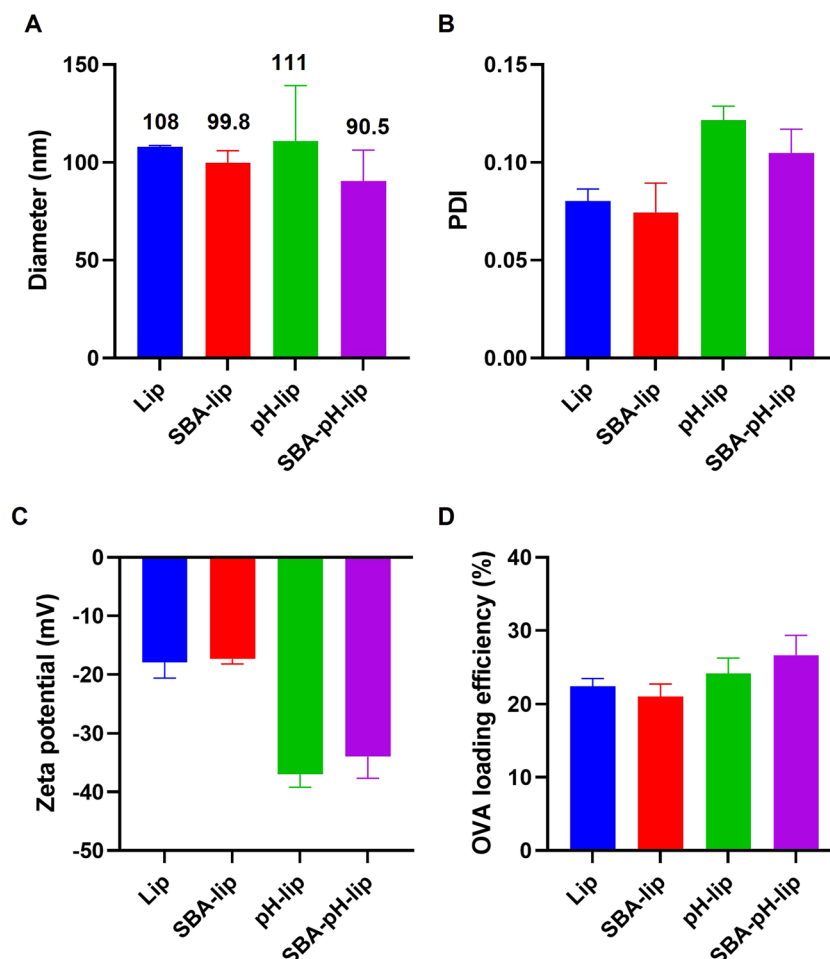 A
Diameter (nm)
150
100
50
0
108
99.8
111
90.5
Lip
SBA-lip
pH-lip
SBA-pH-lip
B
PDI
0.15
0.10
0.05
0.00
Lip
SBA-lip
pH-lip
SBA-pH-lip
C
Zeta potential (mV)
0
-10
-20
-30
-40
-50
Lip
SBA-lip
pH-lip
SBA-pH-lip
D
OVA loading efficiency (%)
40
30
20
10
0
Lip
SBA-lip
pH-lip
SBA-pH-lip